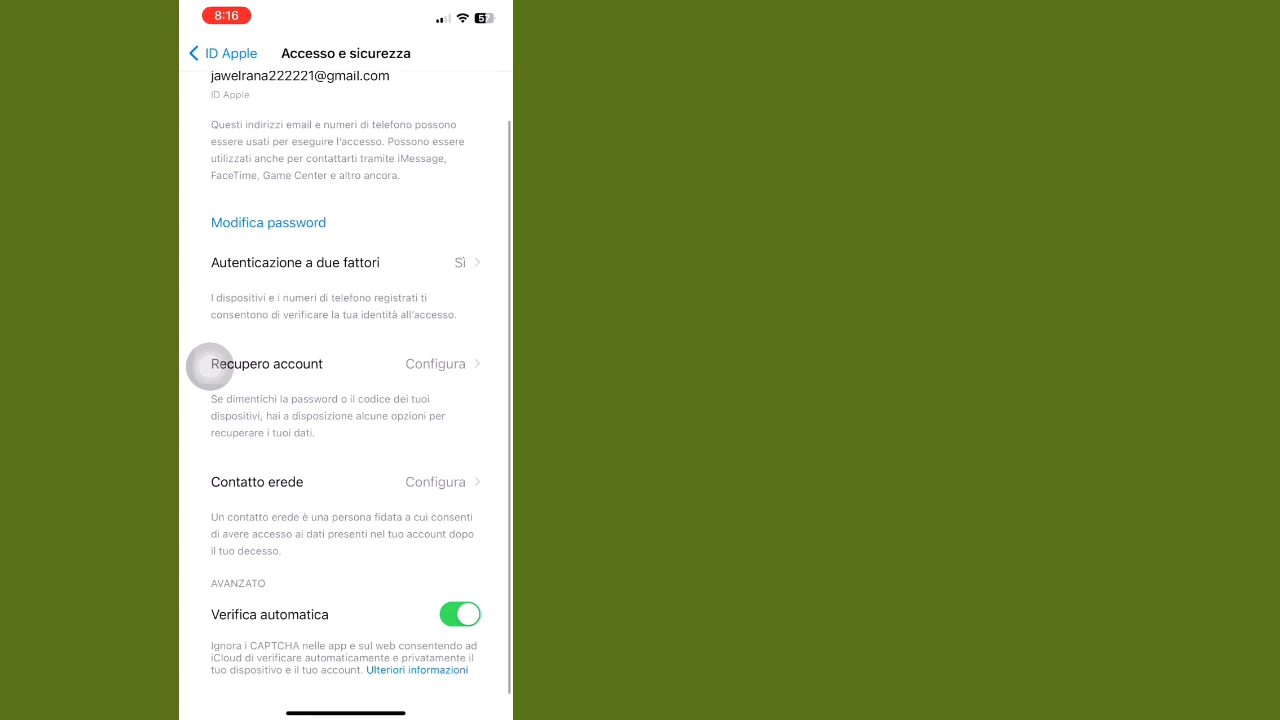 8:16
57
ID Apple
Accesso e sicurezza
jawelrana222221@gmail.com
ID Apple
Questi indirizzi email e numeri di telefono possono
essere usati per eseguire l'accesso. Possono essere
utilizzati anche per contattarti tramite iMessage,
FaceTime, Game Center e altro ancora.
Modifica password
Autenticazione a due fattori Sì
I dispositivi e i numeri di telefono registrati ti
consentono di verificare la tua identità all'accesso.
Recupero account Configura
Se dimentichi la password o il codice dei tuoi
dispositivi, hai a disposizione alcune opzioni per
recuperare i tuoi dati.
Contatto erede Configura
Un contatto erede è una persona fidata a cui consenti
di avere accesso ai dati presenti nel tuo account dopo
il tuo decesso.
AVANZATO
Verifica automatica
Ignora i CAPTCHA nelle app e sul web consentendo ad
iCloud di verificare automaticamente e privatamente il
tuo dispositivo e il tuo account. Ulteriori informazioni